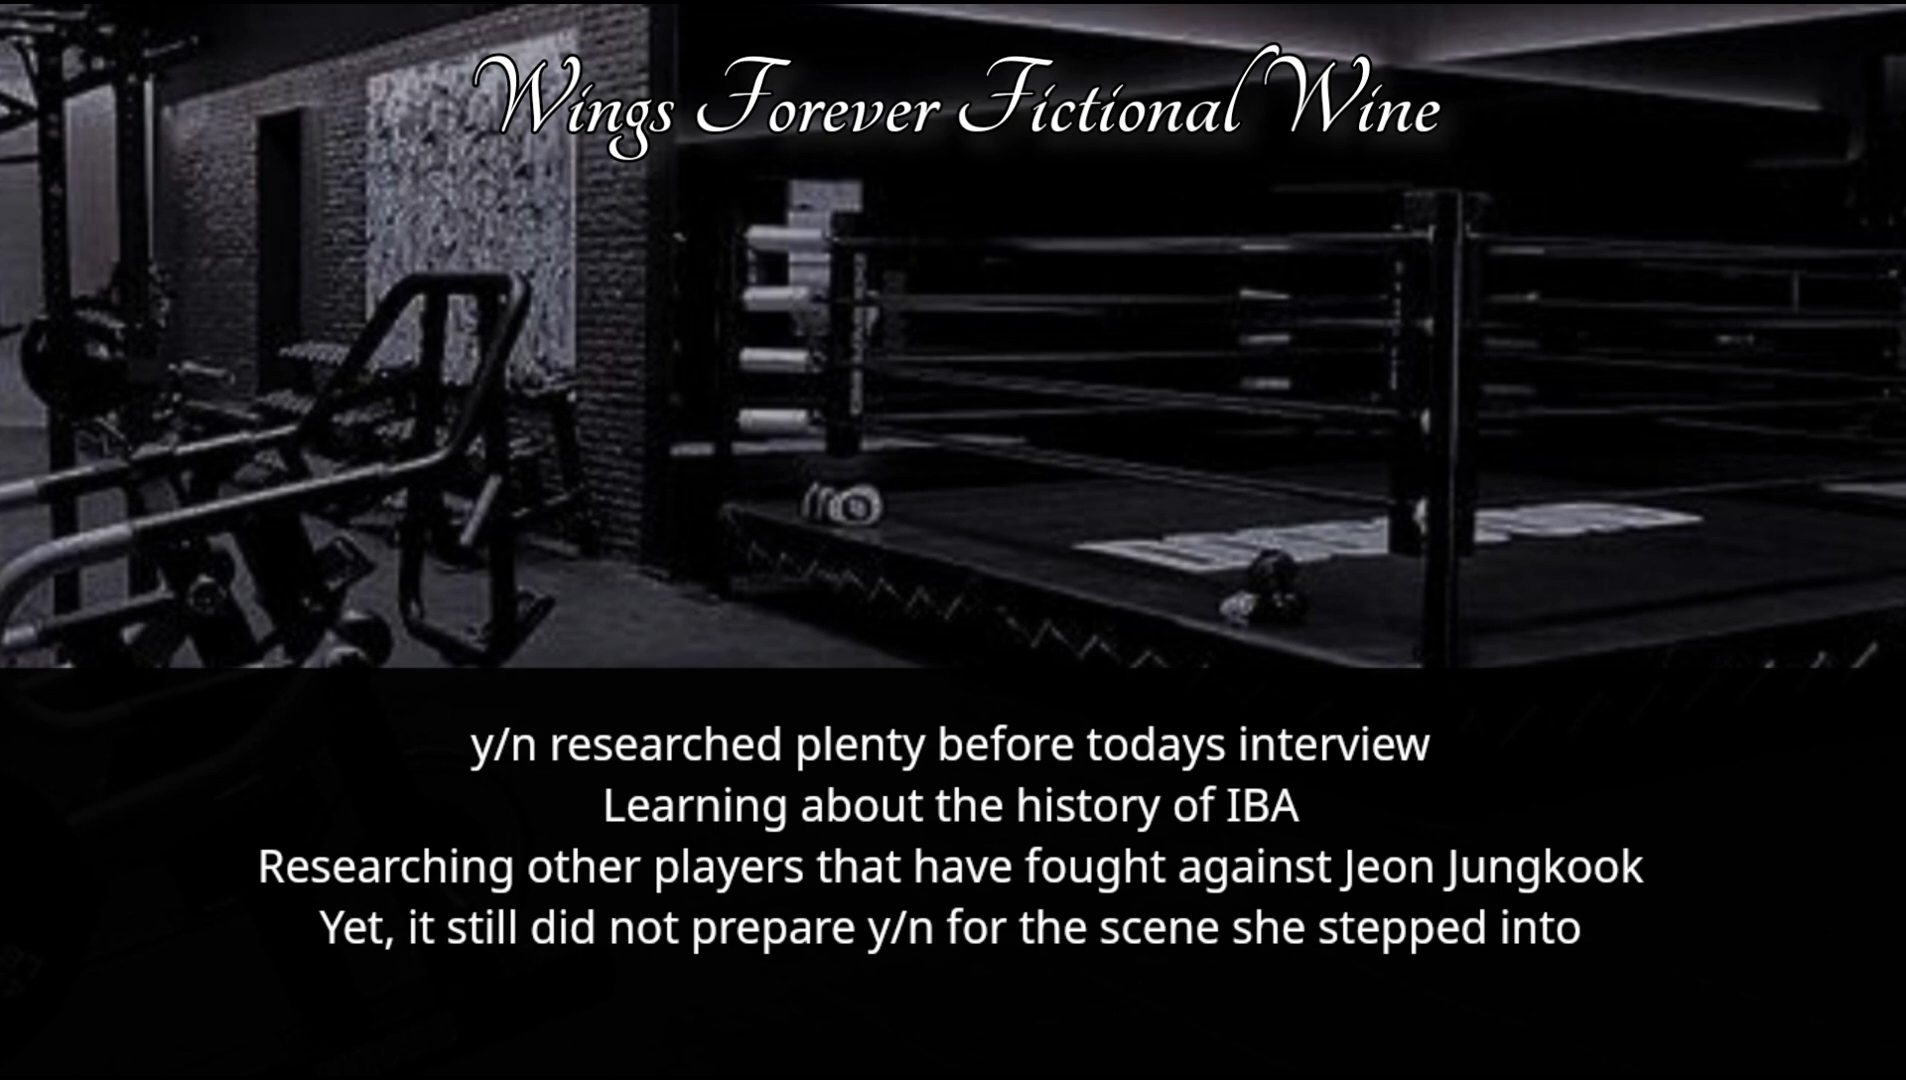 Wings Forever Fictional Wine
y/n researched plenty before todays interview
Learning about the history of IBA
Researching other players that have fought against Jeon Jungkook
Yet, it still did not prepare y/n for the scene she stepped into